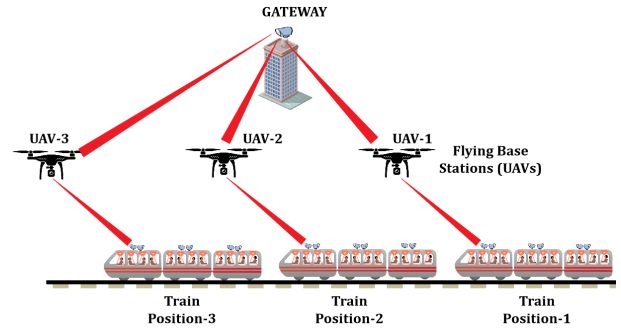 GATEWAY
UAV-3
UAV-2
UAV-1
Flying Base
Stations (UAVs)
Train
Position-3
Train
Position-2
Train
Position-1